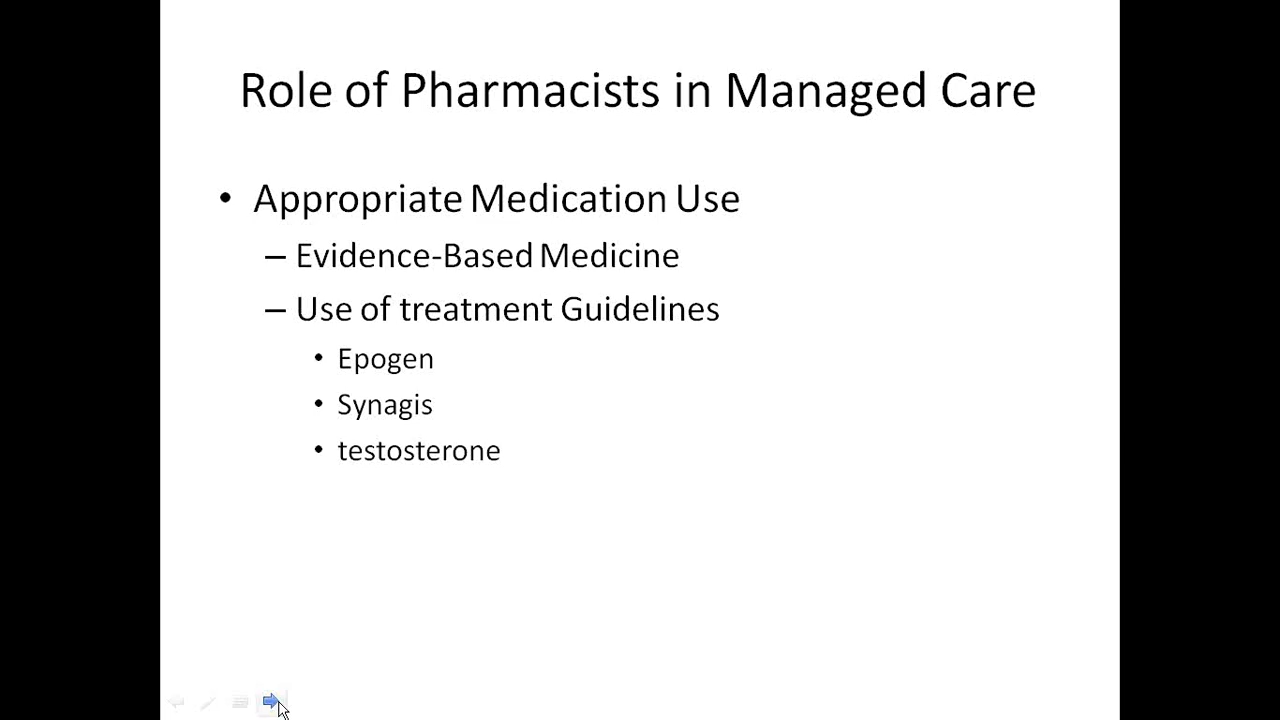 Role of Pharmacists in Managed Care
• Appropriate Medication Use
– Evidence-Based Medicine
– Use of treatment Guidelines
• Epogen
• Synagis
• testosterone